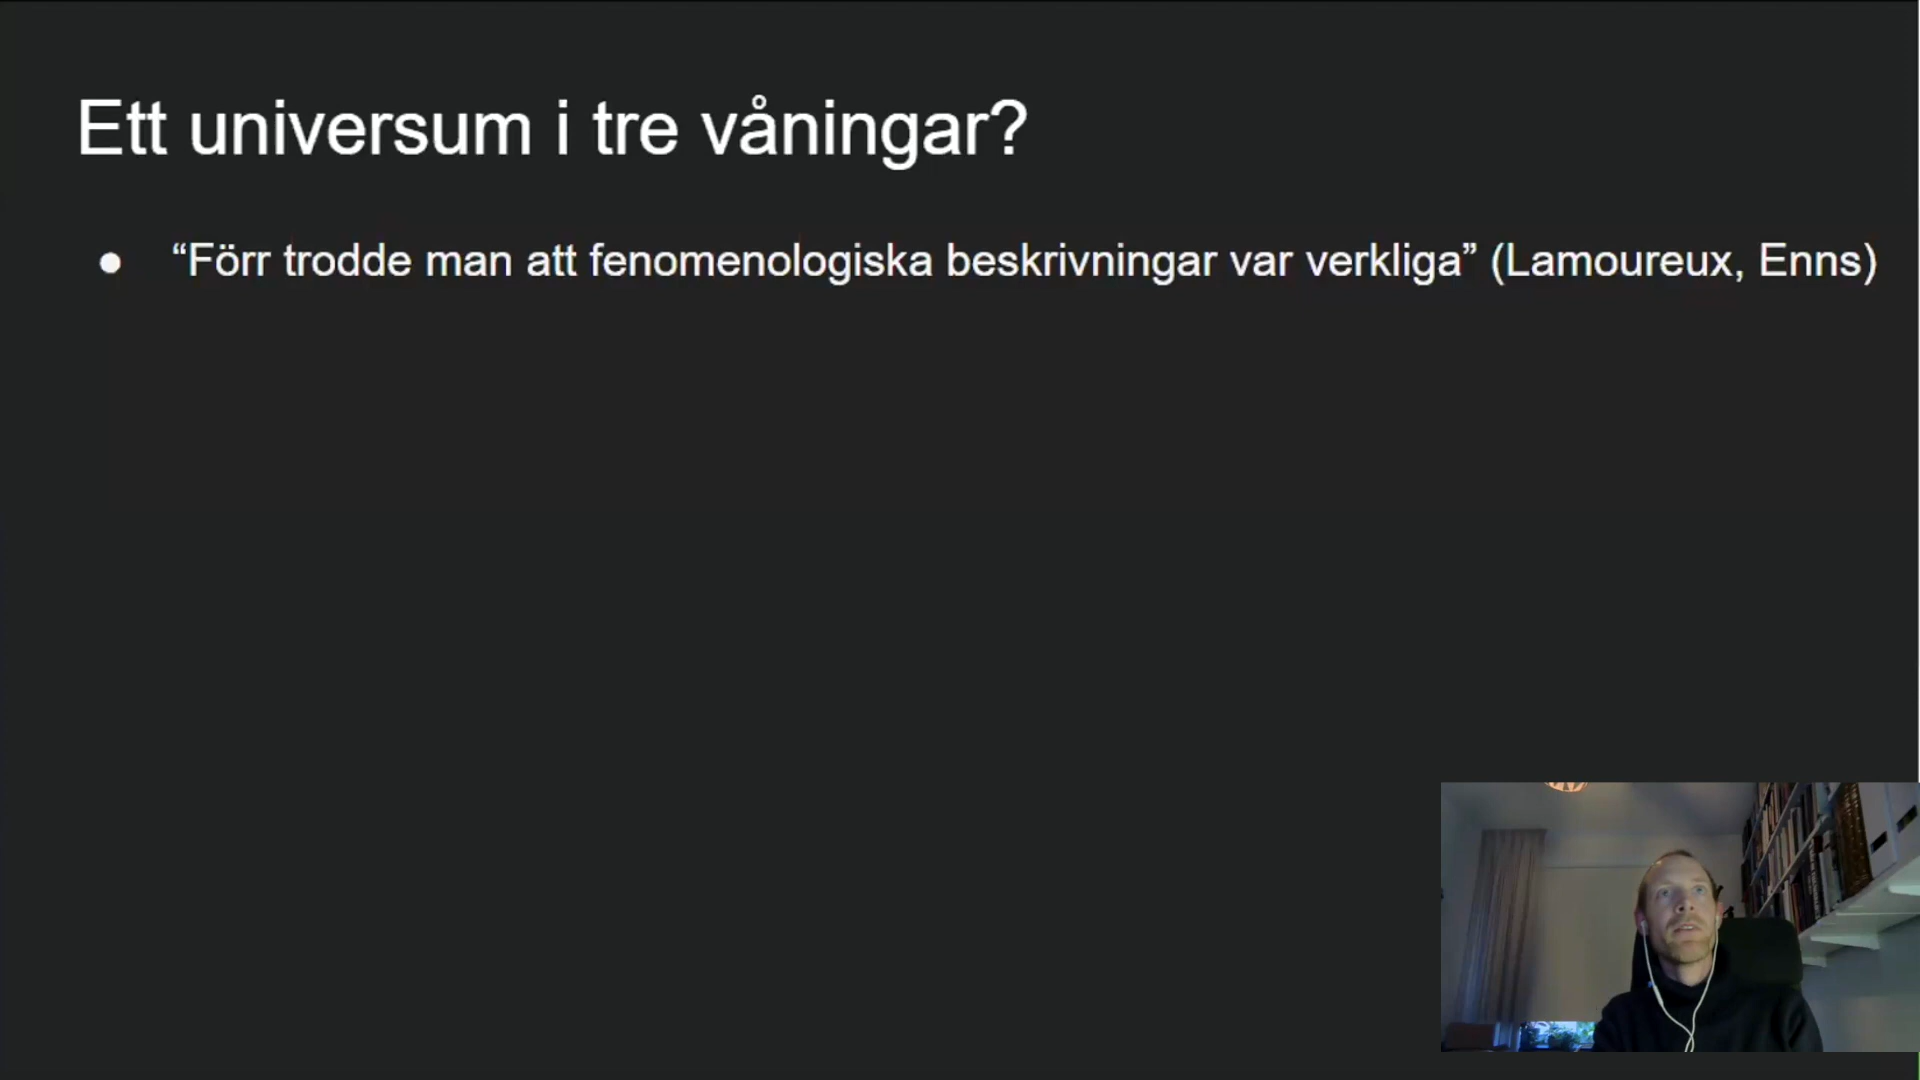 Ett universum i tre våningar?
● “Förr trodde man att fenomenologiska beskrivningar var verkliga” (Lamoureux, Enns)